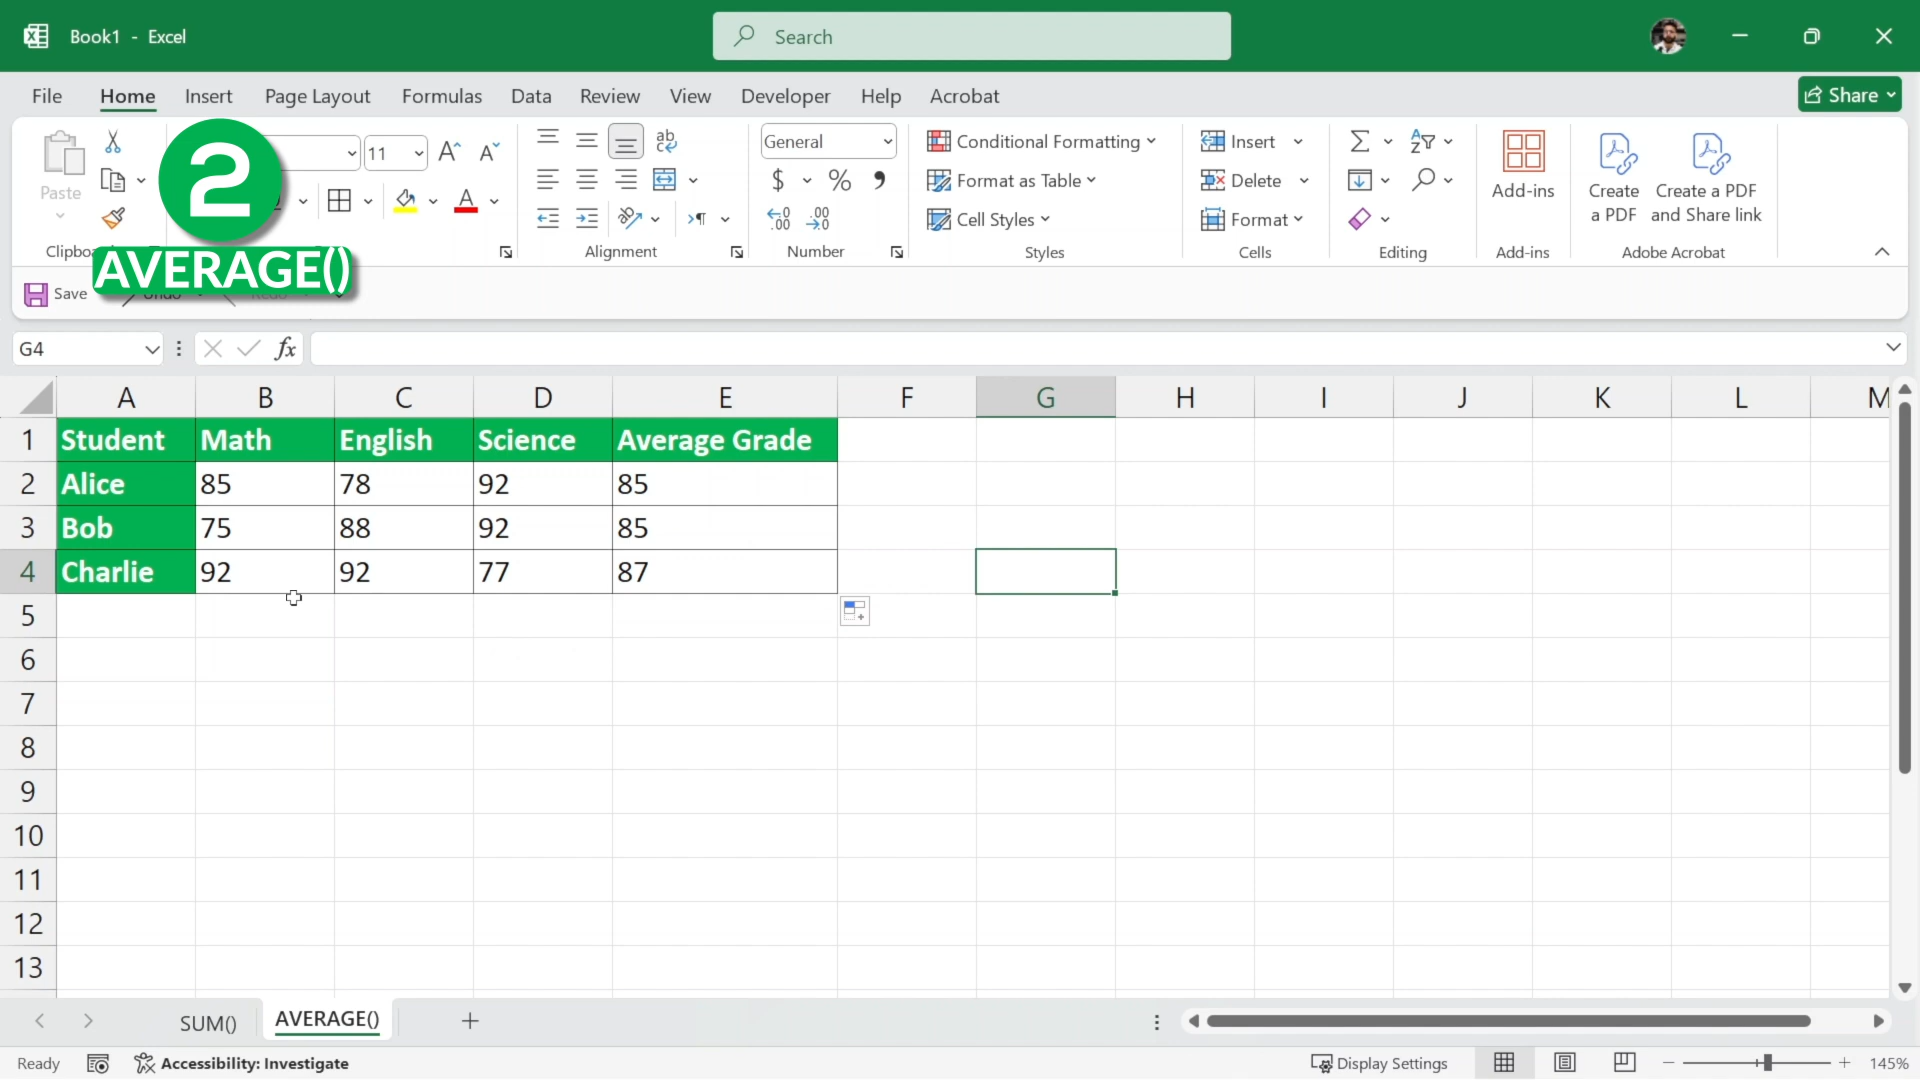 Book1 - Excel
Search
File Home Insert Page Layout Formulas Data Review View Developer Help Acrobat
Share
Paste
11
General
Conditional Formatting
Format as Table
Cell Styles
Insert
Delete
Format
Add-ins
Create a PDF
Create a PDF and Share link
Alignment Number Styles Cells Editing Add-ins Adobe Acrobat
2
AVERAGE()
Save
G4
fx
A B C D E F G H I J K L M
1 Student Math English Science Average Grade
2 Alice 85 78 92 85
3 Bob 75 88 92 85
4 Charlie 92 92 77 87
5
6
7
8
9
10
11
12
13
SUM() AVERAGE()
Ready
Accessibility: Investigate
Display Settings
145%